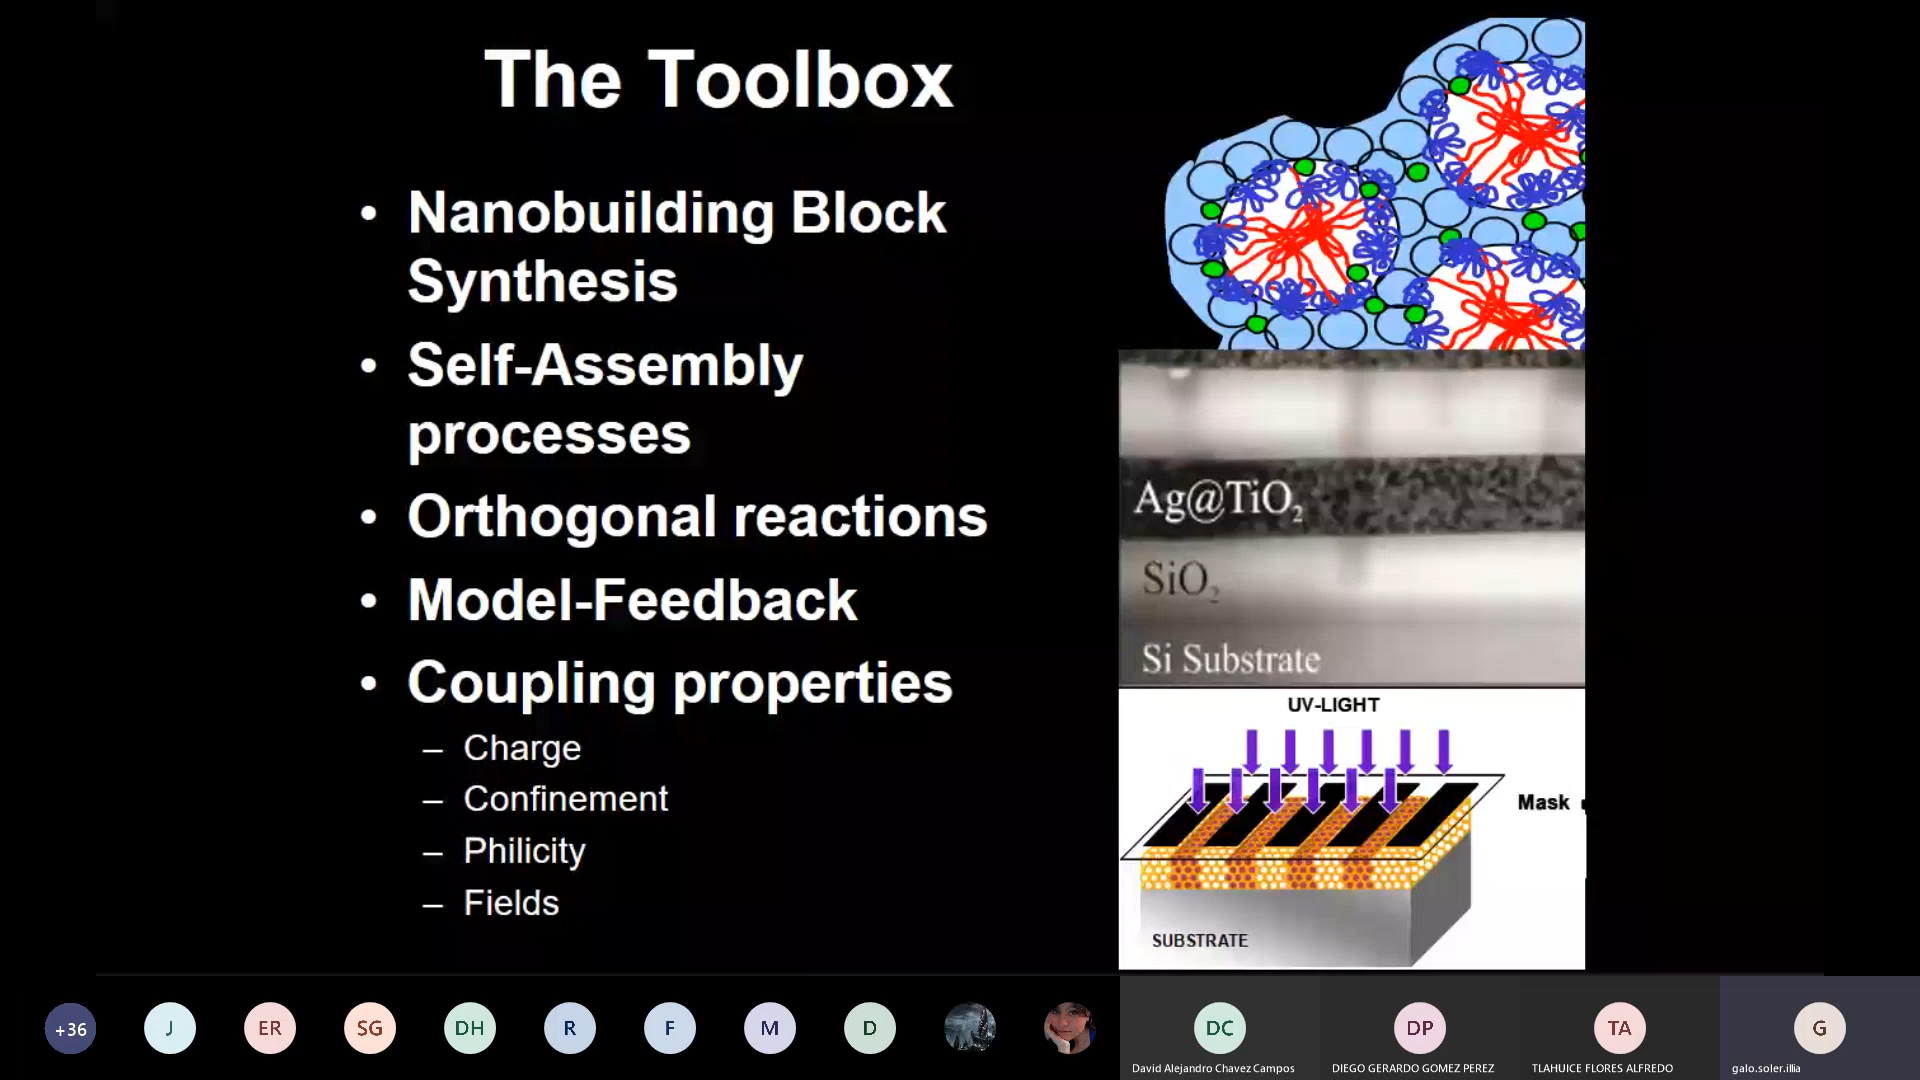 The Toolbox
• Nanobuilding Block
Synthesis
• Self-Assembly
processes
• Orthogonal reactions
• Model-Feedback
• Coupling properties
– Charge
– Confinement
– Philicity
– Fields
Ag@TiO₂
SiO₂
Si Substrate
UV-LIGHT
Mask
SUBSTRATE
+36
J
ER
SG
DH
R
F
M
D
DC
DP
TA
G
David Alejandro Chavez Campos
DIEGO GERARDO GOMEZ PEREZ
TLAHUICE FLORES ALFREDO
galo.soler.illia